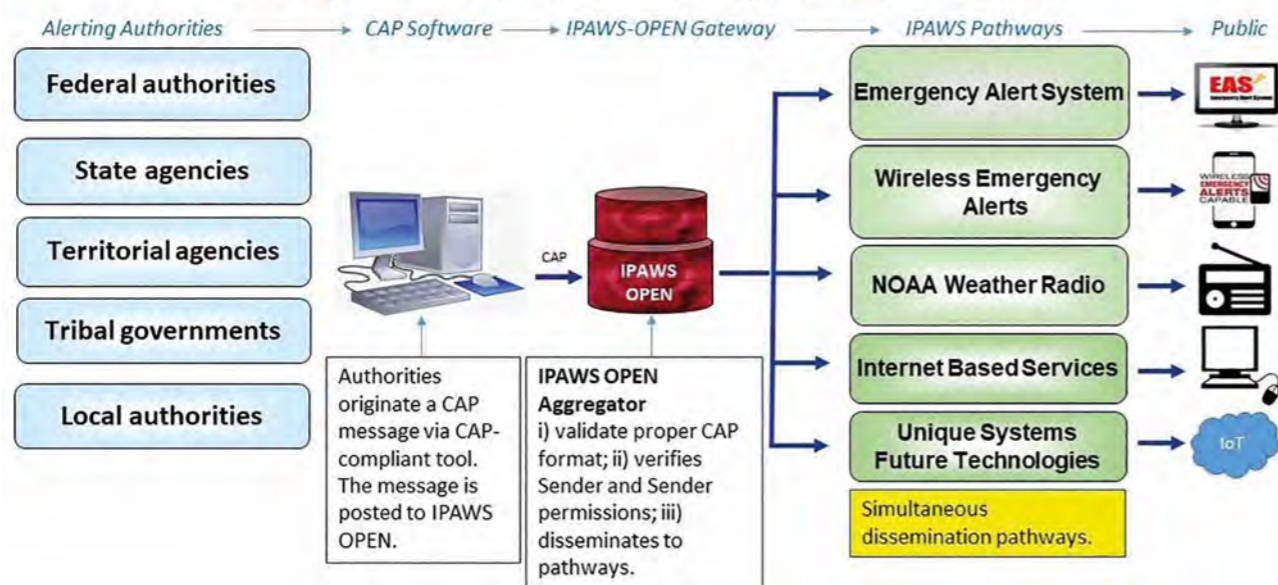 Alerting Authorities
CAP Software
IPAWS-OPEN Gateway
IPAWS Pathways
Public
Federal authorities
State agencies
Territorial agencies
Tribal governments
Local authorities
CAP
IPAWS
OPEN
Authorities
originate a CAP
message via CAP-
compliant tool.
The message is
posted to IPAWS
OPEN.
IPAWS OPEN
Aggregator
i) validate proper CAP
format; ii) verifies
Sender and Sender
permissions; iii)
disseminates to
pathways.
Emergency Alert System
Wireless Emergency
Alerts
NOAA Weather Radio
Internet Based Services
Unique Systems
Future Technologies
Simultaneous
dissemination pathways.
EAS
Emergency Alert System
WIRELESS
EMERGENCY
ALERTS
CAPABLE
IoT